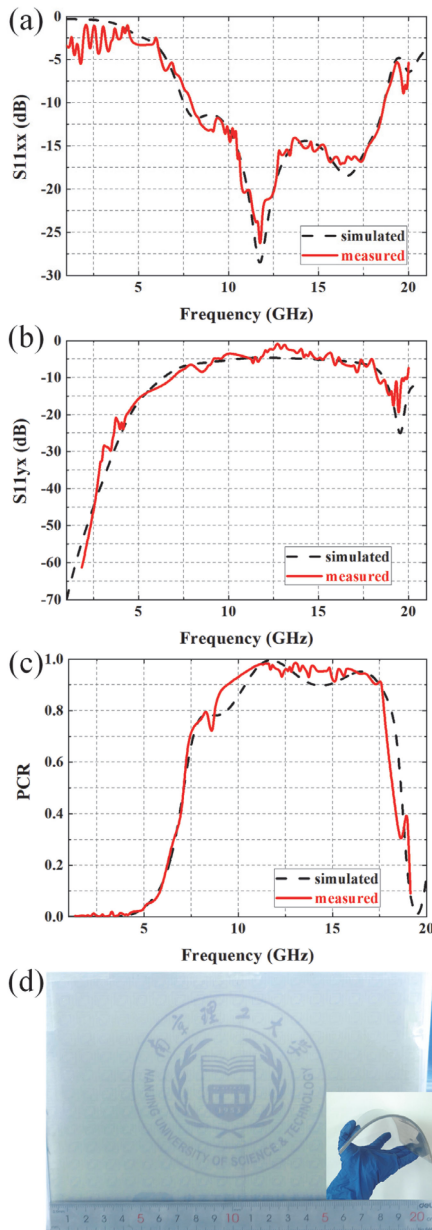 (a)
0
-5
-10
-15
-20
-25
-30
S11xx (dB)
simulated
measured
5 10 15 20
Frequency (GHz)
(b)
0
-10
-20
-30
-40
-50
-60
-70
S11yx (dB)
simulated
measured
5 10 15 20
Frequency (GHz)
(c)
1.0
0.8
0.6
0.4
0.2
0.0
PCR
simulated
measured
5 10 15 20
Frequency (GHz)
(d)
南京理工大学
NANJING UNIVERSITY OF SCIENCE & TECHNOLOGY
1 2 3 4 5 6 7 8 9 10 1 2 3 4 5 6 7 8 9 20